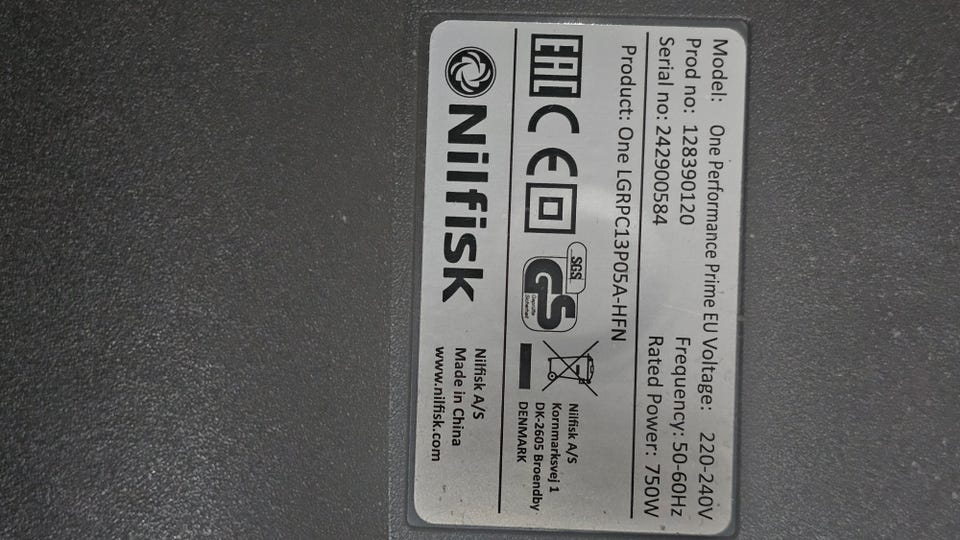 Model: One Performance Prime EU Voltage: 220-240V
Prod no: 128390120 Frequency: 50-60Hz
Serial no: 242900584 Rated Power: 750W
Product: One LGRPC13P05A-HFN
EAC CE SGS GS
Geprüfte
Sicherheit
Nilfisk A/S
Kornmarksvej 1
DK-2605 Broendby
DENMARK
Nilfisk
Nilfisk A/S
Made in China
www.nilfisk.com